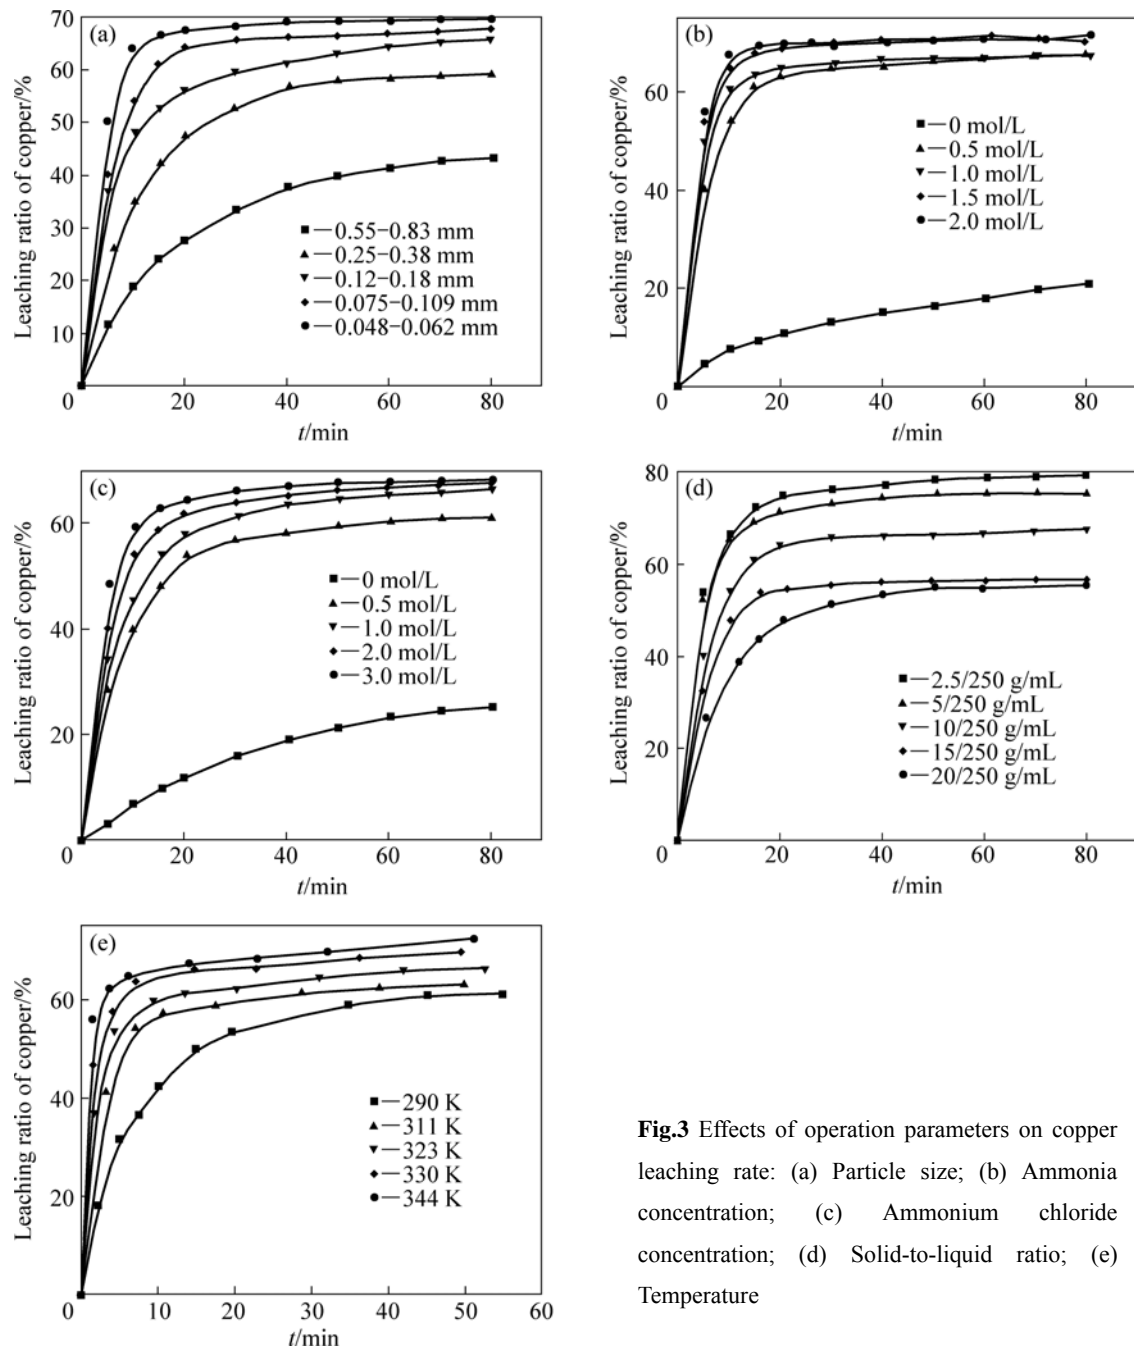 (a)
Leaching ratio of copper/%
70
60
50
40
30
20
10
0
20
40
60
80
t/min
0.55−0.83 mm
0.25−0.38 mm
0.12−0.18 mm
0.075−0.109 mm
0.048−0.062 mm
(b)
Leaching ratio of copper/%
60
40
20
0
20
40
60
80
t/min
0 mol/L
0.5 mol/L
1.0 mol/L
1.5 mol/L
2.0 mol/L
(c)
Leaching ratio of copper/%
60
40
20
0
20
40
60
80
t/min
0 mol/L
0.5 mol/L
1.0 mol/L
2.0 mol/L
3.0 mol/L
(d)
Leaching ratio of copper/%
80
60
40
20
0
20
40
60
80
t/min
2.5/250 g/mL
5/250 g/mL
10/250 g/mL
15/250 g/mL
20/250 g/mL
(e)
Leaching ratio of copper/%
60
40
20
0
10
20
30
40
50
60
t/min
290 K
311 K
323 K
330 K
344 K
Fig.3 Effects of operation parameters on copper
leaching rate: (a) Particle size; (b) Ammonia
concentration; (c) Ammonium chloride
concentration; (d) Solid-to-liquid ratio; (e)
Temperature